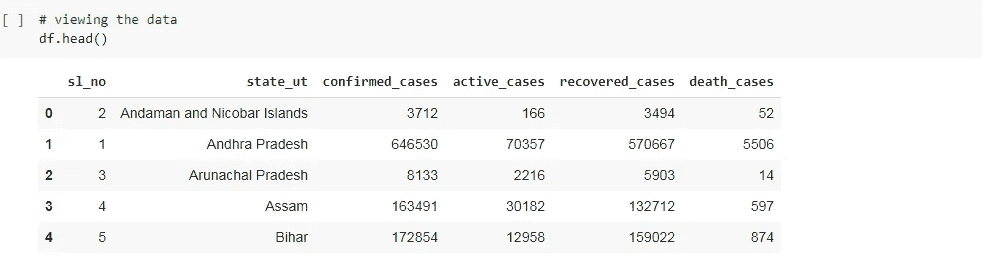 [ ] # viewing the data
df.head()
sl_no state_ut confirmed_cases active_cases recovered_cases death_cases
0 2 Andaman and Nicobar Islands 3712 166 3494 52
1 1 Andhra Pradesh 646530 70357 570667 5506
2 3 Arunachal Pradesh 8133 2216 5903 14
3 4 Assam 163491 30182 132712 597
4 5 Bihar 172854 12958 159022 874